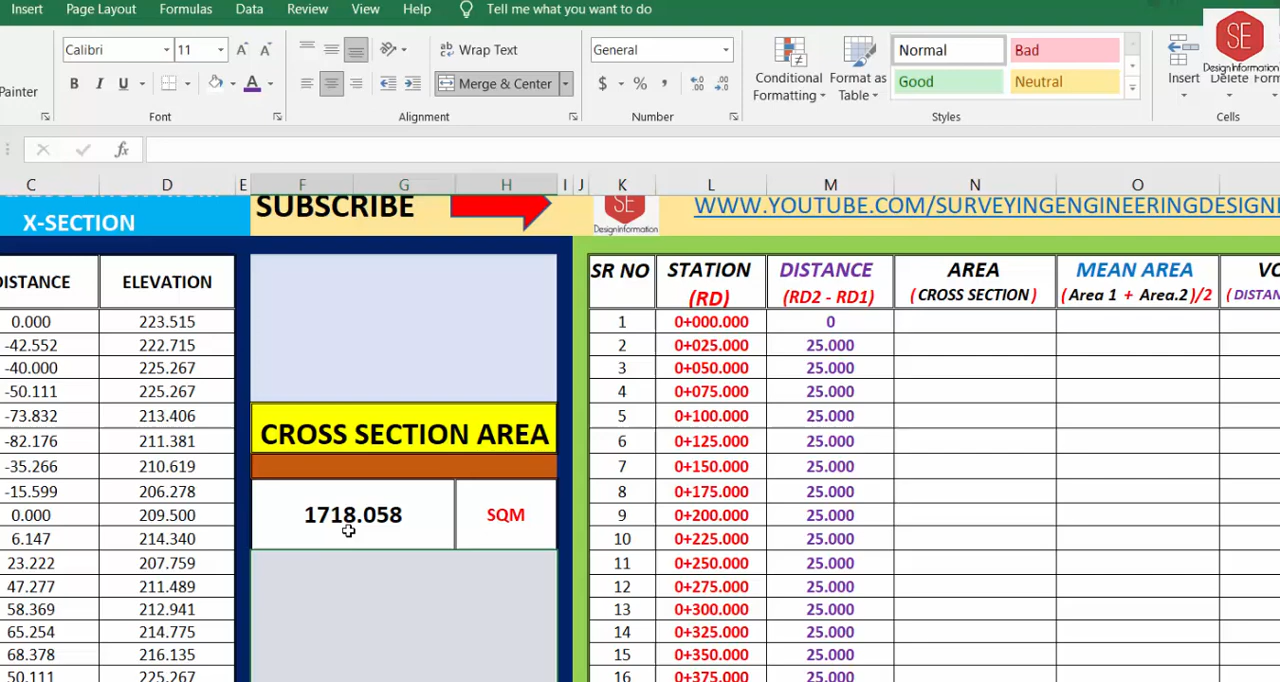 Insert Page Layout Formulas Data Review View Help Tell me what you want to do
Calibri 11 Wrap Text General Normal Bad
Painter Merge & Center Conditional Formatting Format as Table Good Neutral Insert Delete
Font Alignment Number Styles Cells
SE
DesignInformation
fx
C D E F G H I J K L M N O
X-SECTION
SUBSCRIBE
SE
DesignInformation
WWW.YOUTUBE.COM/SURVEYINGENGINEERINGDESIGN
ELEVATION
SR NO STATION (RD) DISTANCE (RD2 - RD1) AREA (CROSS SECTION) MEAN AREA (Area 1 + Area.2)/2
0.000 223.515 1 0+000.000 0
-42.552 222.715 2 0+025.000 25.000
-40.000 225.267 3 0+050.000 25.000
-50.111 225.267 4 0+075.000 25.000
-73.832 213.406 5 0+100.000 25.000
-82.176 211.381 CROSS SECTION AREA 6 0+125.000 25.000
-35.266 210.619 7 0+150.000 25.000
-15.599 206.278 8 0+175.000 25.000
0.000 209.500 1718.058 SQM 9 0+200.000 25.000
6.147 214.340 10 0+225.000 25.000
23.222 207.759 11 0+250.000 25.000
47.277 211.489 12 0+275.000 25.000
58.369 212.941 13 0+300.000 25.000
65.254 214.775 14 0+325.000 25.000
68.378 216.135 15 0+350.000 25.000
50.111 225.267 16 0+375.000 25.000